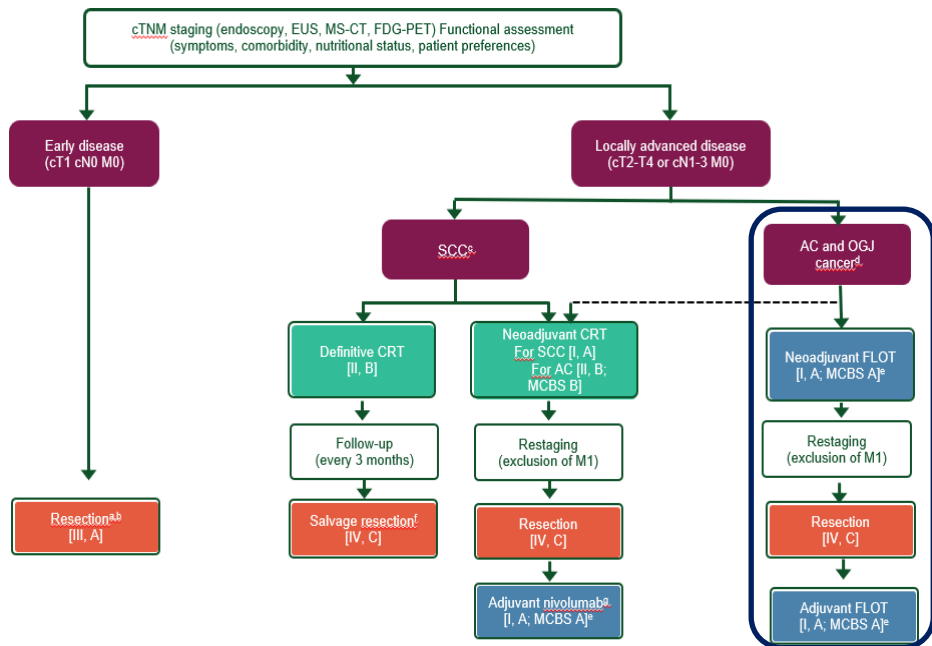 cTNM staging (endoscopy, EUS, MS-CT, FDG-PET) Functional assessment
(symptoms, comorbidity, nutritional status, patient preferences)
Early disease
(cT1 cN0 M0)
Locally advanced disease
(cT2-T4 or cN1-3 M0)
SCCᶜ
AC and OGJ
cancerᵈ
Definitive CRT
[II, B]
Neoadjuvant CRT
For SCC [I, A]
For AC [II, B;
MCBS B]
Neoadjuvant FLOT
[I, A; MCBS A]ᵉ
Follow-up
(every 3 months)
Restaging
(exclusion of M1)
Restaging
(exclusion of M1)
Resectionᵃ,ᵇ
[III, A]
Salvage resectionᶠ
[IV, C]
Resection
[IV, C]
Resection
[IV, C]
Adjuvant nivolumabᵍ
[I, A; MCBS A]ᵉ
Adjuvant FLOT
[I, A; MCBS A]ᵉ